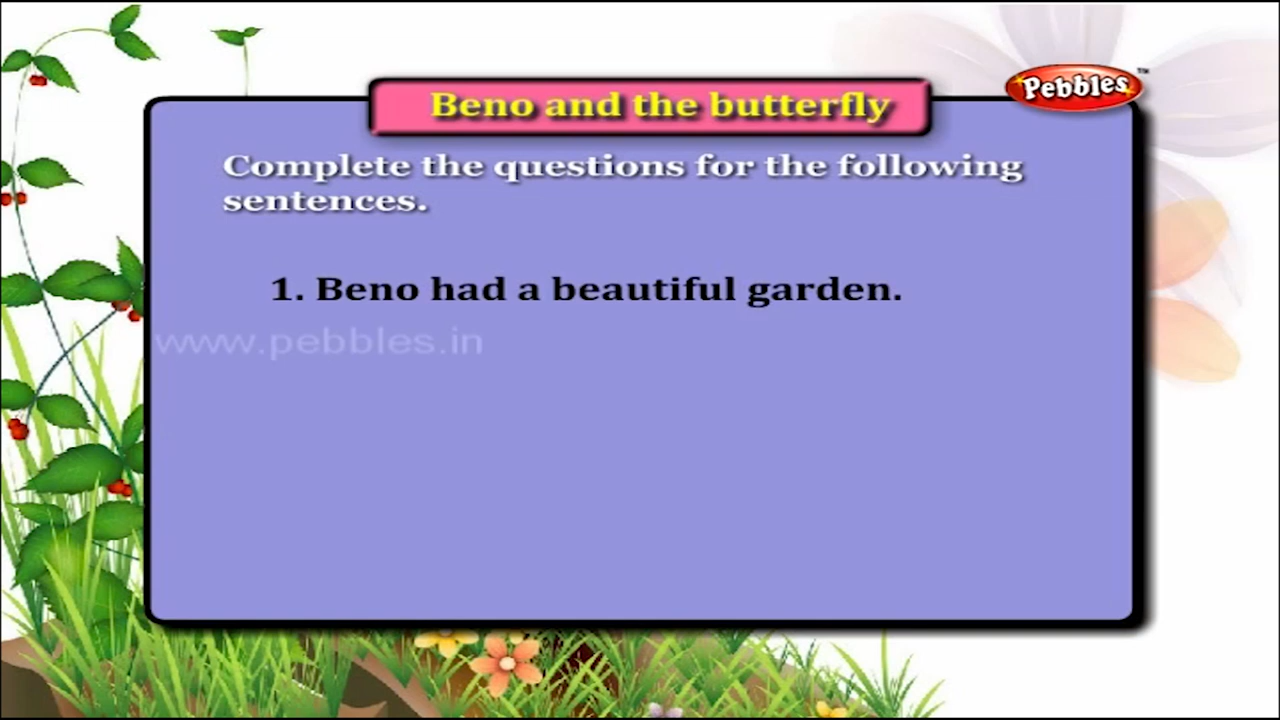 Beno and the butterfly
Pebbles™
Complete the questions for the following
sentences.
1. Beno had a beautiful garden.
www.pebbles.in